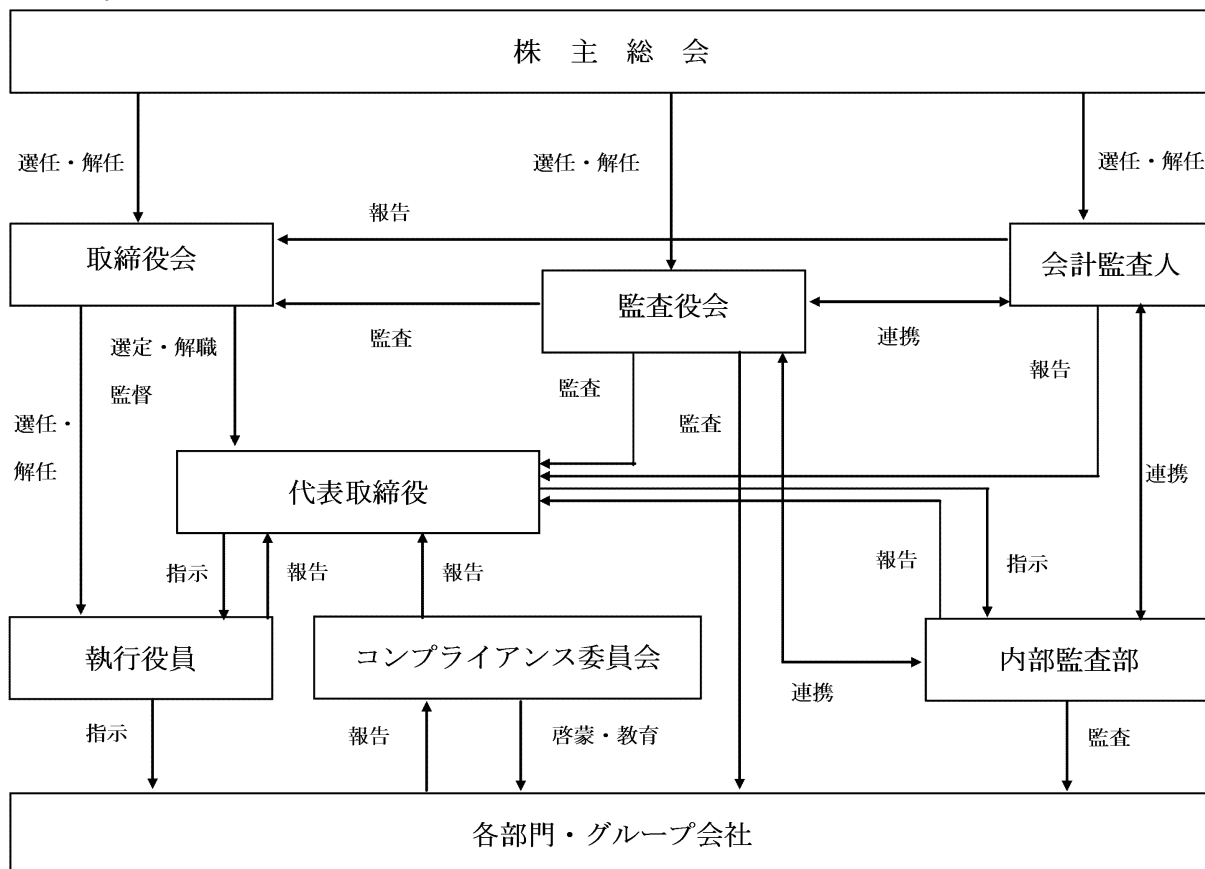 株　主　総　会
選任・解任
選任・解任
選任・解任
報告
取締役会
会計監査人
監査役会
監査
連携
選定・解職
監督
報告
監査
監査
選任・
解任
代表取締役
連携
指示
報告
報告
報告
指示
執行役員
コンプライアンス委員会
内部監査部
連携
指示
報告
啓蒙・教育
監査
各部門・グループ会社